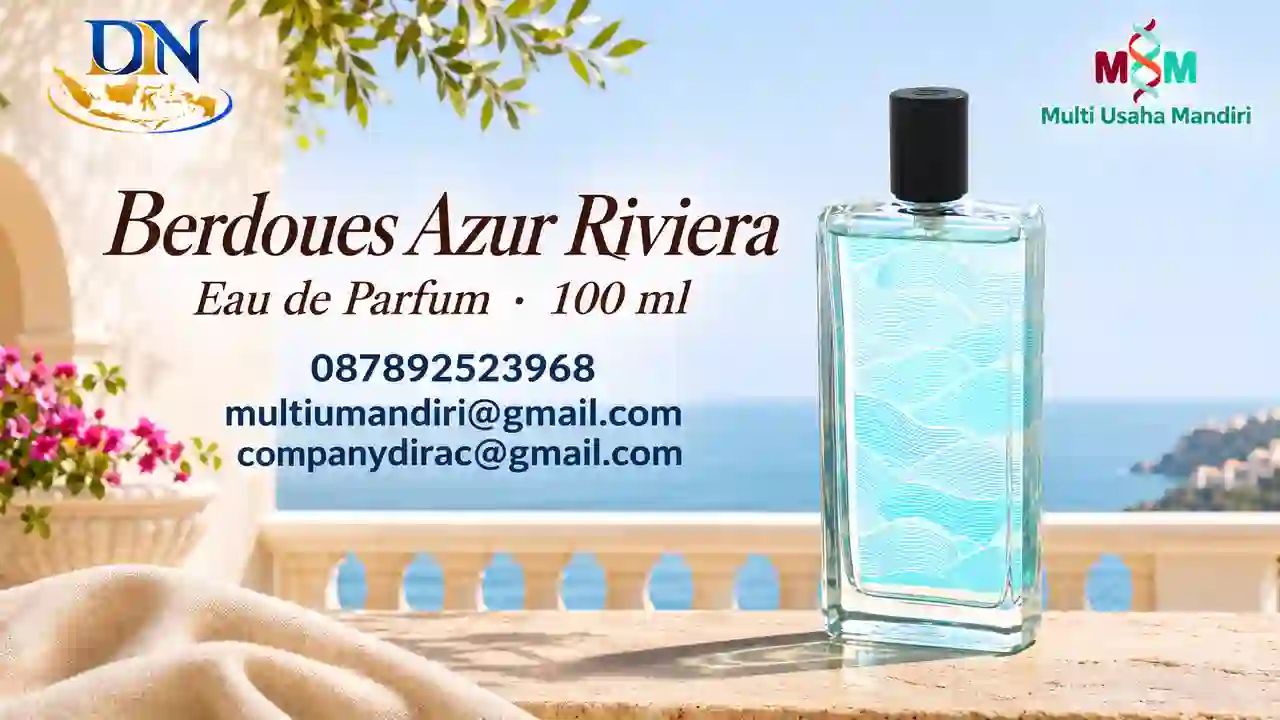 DN
M M
Multi Usaha Mandiri
Berdoues Azur Riviera
Eau de Parfum · 100 ml
087892523968
multiumandiri@gmail.com
companydirac@gmail.com